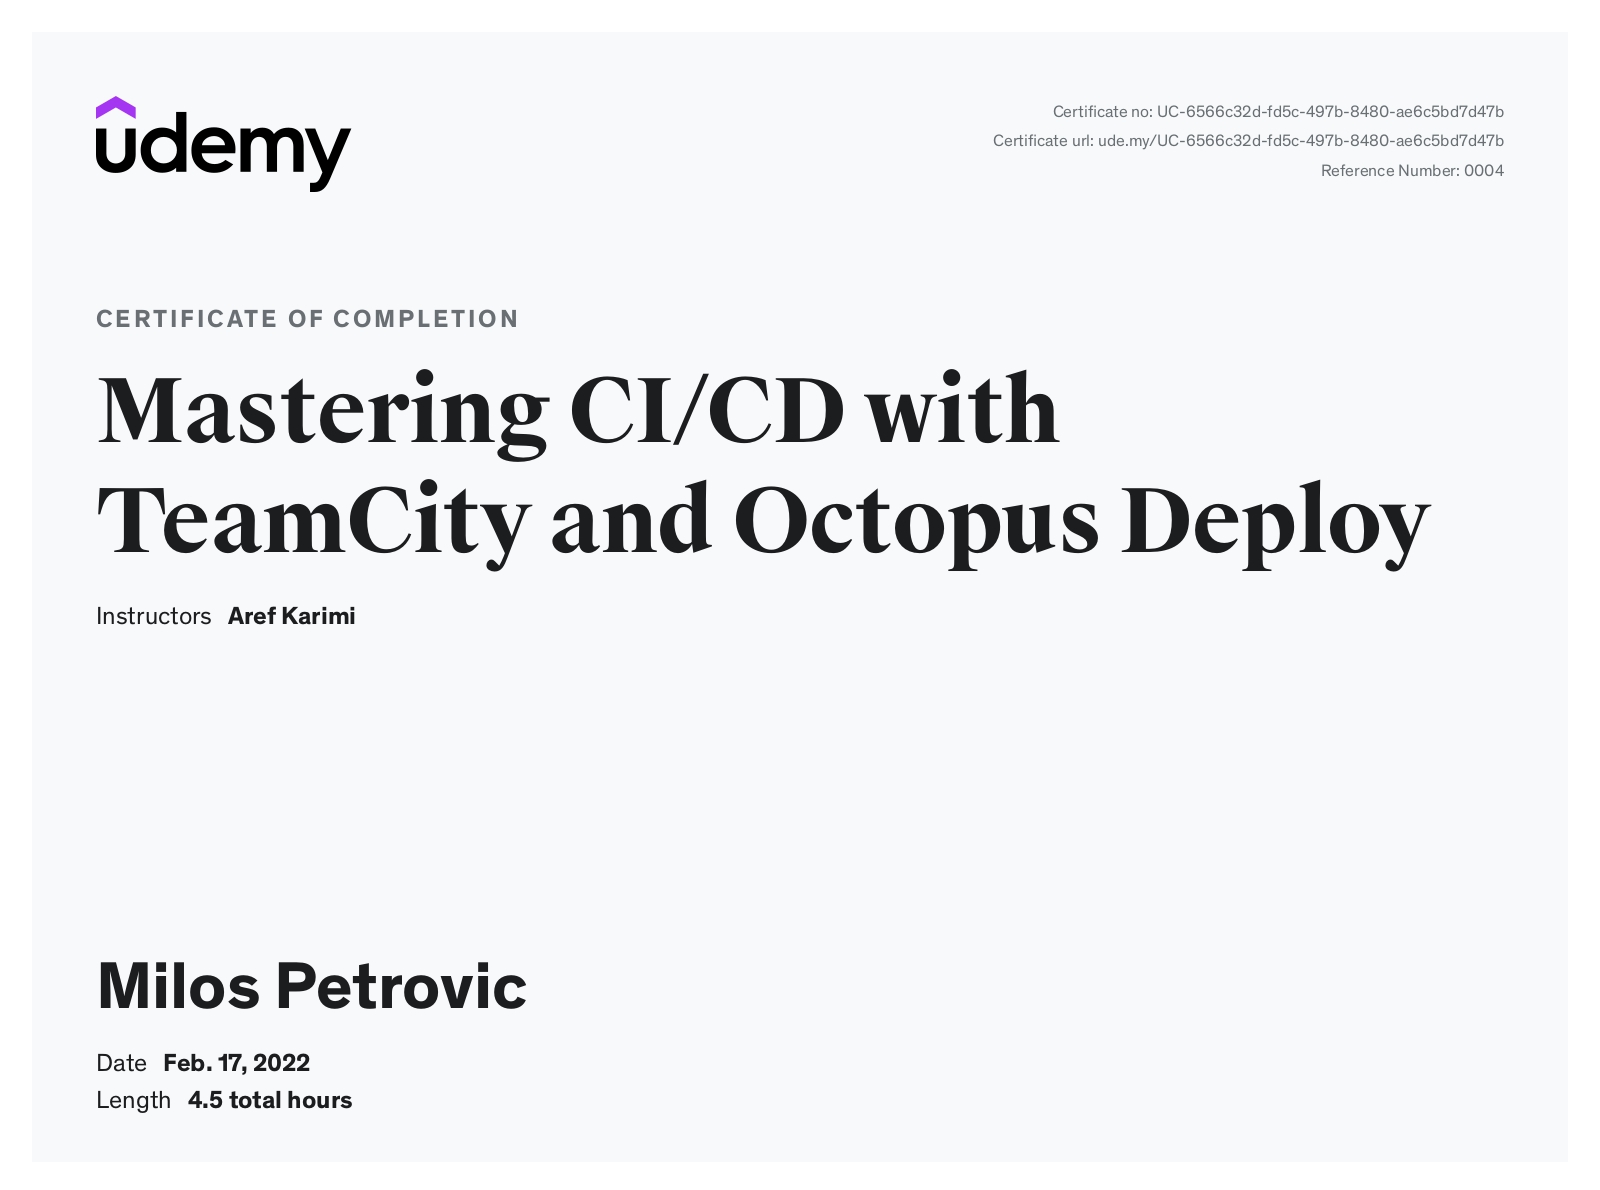 udemy
Certificate no: UC-6566c32d-fd5c-497b-8480-ae6c5bd7d47b
Certificate url: ude.my/UC-6566c32d-fd5c-497b-8480-ae6c5bd7d47b
Reference Number: 0004
CERTIFICATE OF COMPLETION
Mastering CI/CD with
TeamCity and Octopus Deploy
Instructors Aref Karimi
Milos Petrovic
Date Feb. 17, 2022
Length 4.5 total hours